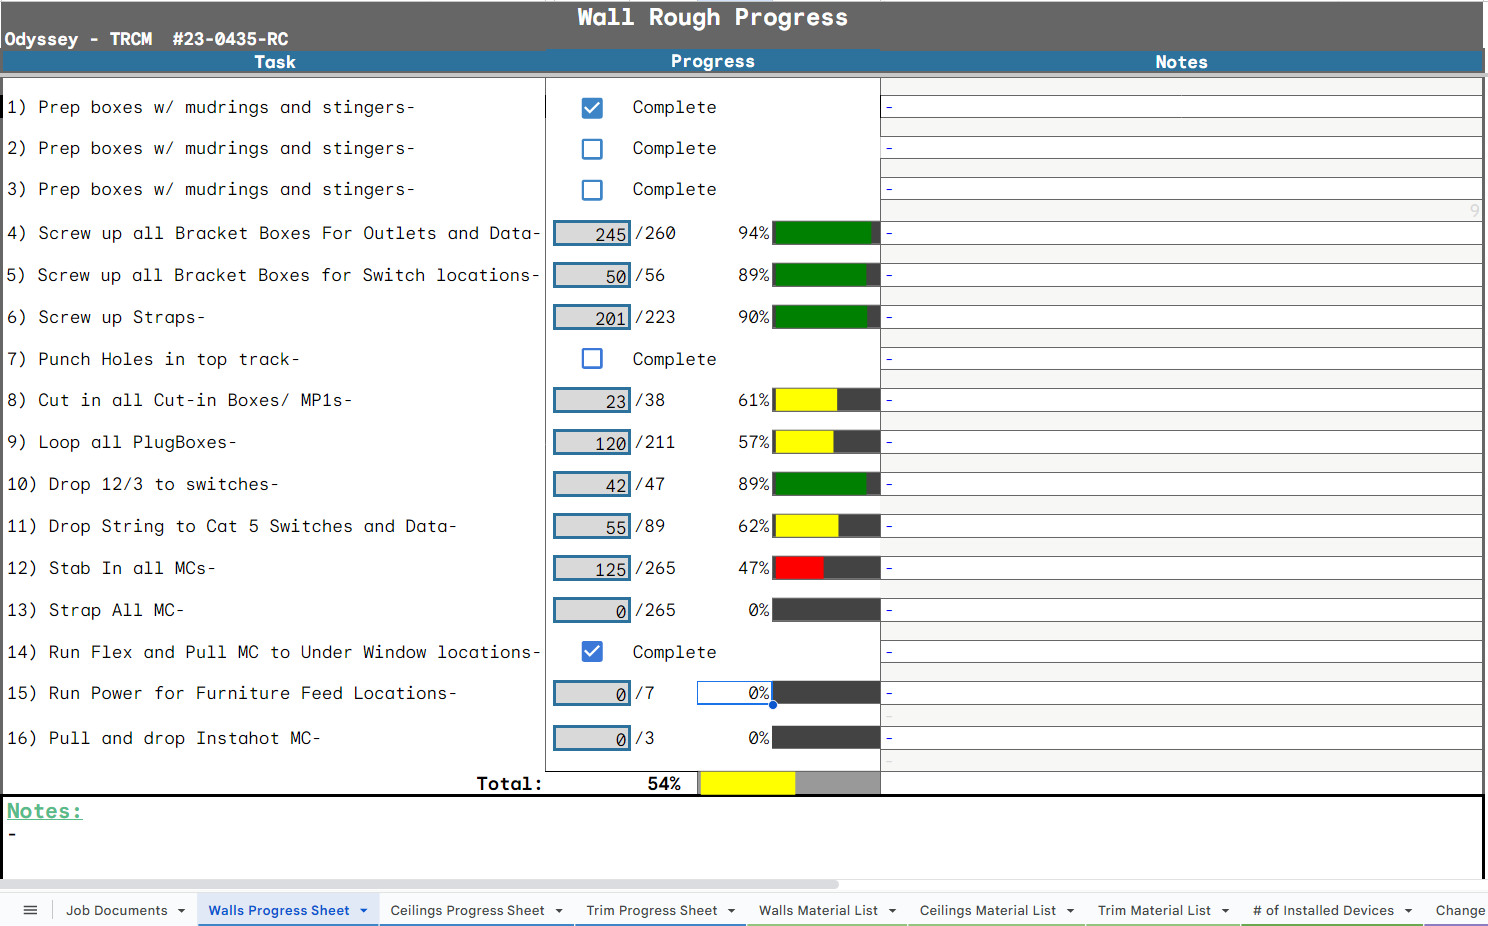 Wall Rough Progress
Odyssey - TRCM  #23-0435-RC
Task Progress Notes
1) Prep boxes w/ mudrings and stingers- Complete -
2) Prep boxes w/ mudrings and stingers- Complete -
3) Prep boxes w/ mudrings and stingers- Complete -
9
4) Screw up all Bracket Boxes For Outlets and Data- 245 /260 94% -
5) Screw up all Bracket Boxes for Switch locations- 50 /56 89% -
6) Screw up Straps- 201 /223 90% -
7) Punch Holes in top track- Complete -
8) Cut in all Cut-in Boxes/ MP1s- 23 /38 61% -
9) Loop all PlugBoxes- 120 /211 57% -
10) Drop 12/3 to switches- 42 /47 89% -
11) Drop String to Cat 5 Switches and Data- 55 /89 62% -
12) Stab In all MCs- 125 /265 47% -
13) Strap All MC- 0 /265 0% -
14) Run Flex and Pull MC to Under Window locations- Complete -
15) Run Power for Furniture Feed Locations- 0 /7 0% -
-
16) Pull and drop Instahot MC- 0 /3 0% -
-
Total: 54%
Notes:
-
Job Documents Walls Progress Sheet Ceilings Progress Sheet Trim Progress Sheet Walls Material List Ceilings Material List Trim Material List # of Installed Devices Change